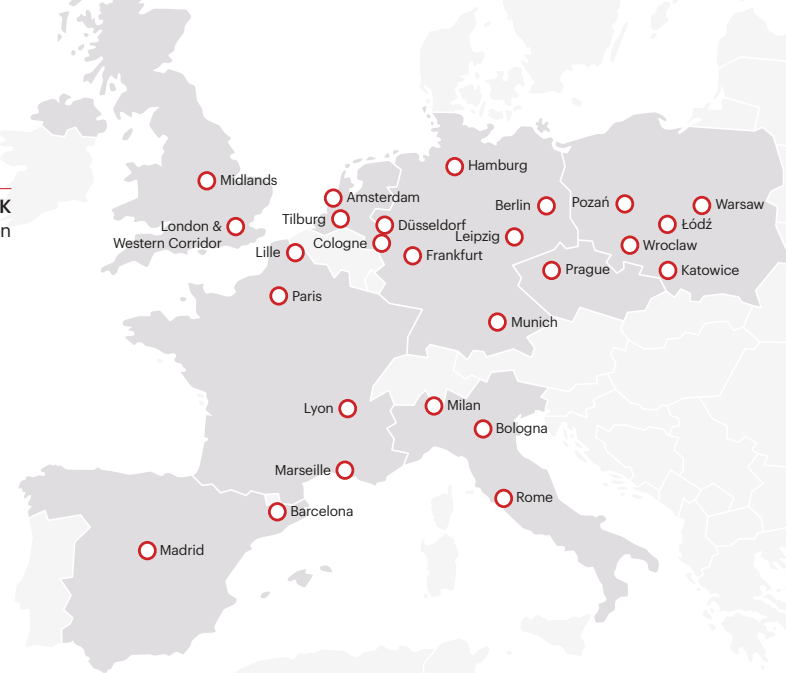 Hamburg
Midlands
K
Amsterdam
Berlin
Pozań
Warsaw
Tilburg
London &
Western Corridor
n
Düsseldorf
Łódź
Leipzig
Cologne
Wroclaw
Lille
Frankfurt
Prague
Katowice
Paris
Munich
Milan
Lyon
Bologna
Marseille
Rome
Barcelona
Madrid